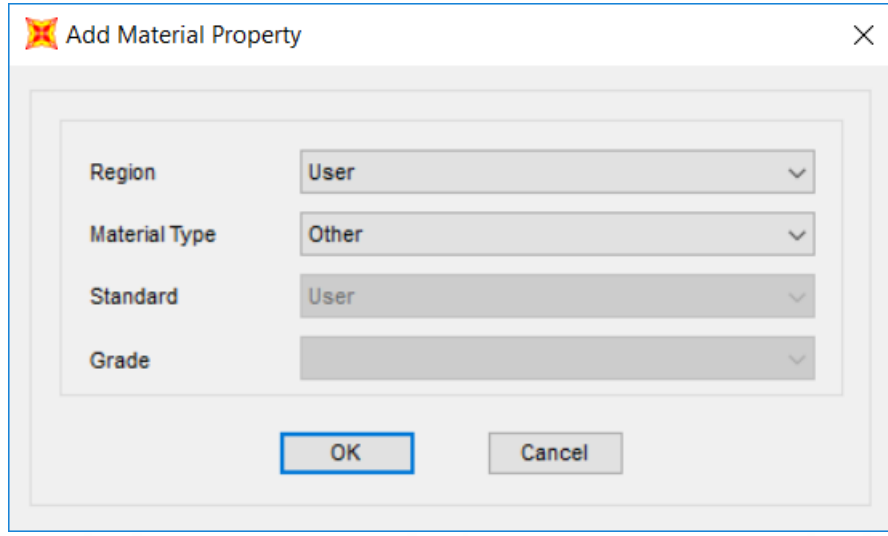 Add Material Property
Region User
Material Type Other
Standard User
Grade
OK Cancel